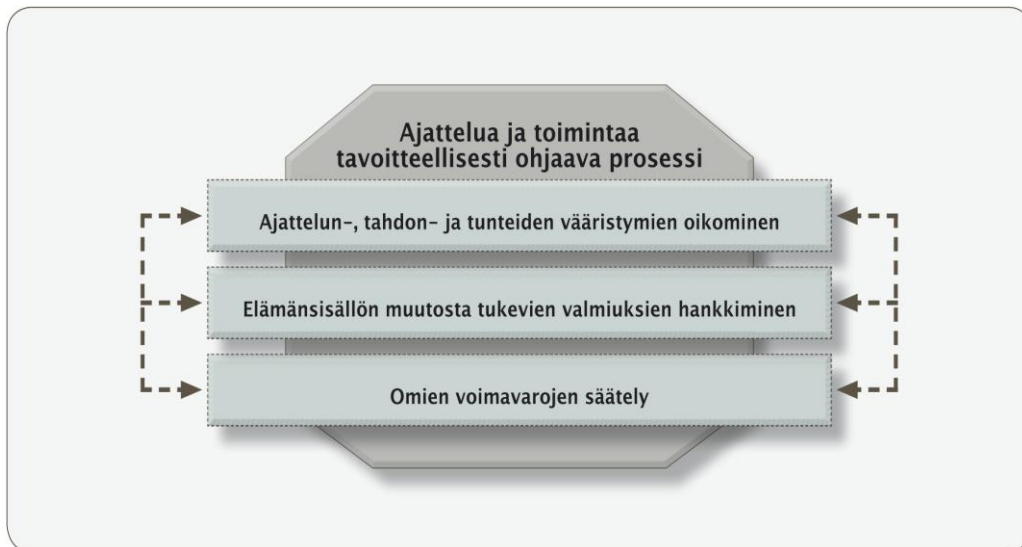 Ajattelua ja toimintaa
tavoitteellisesti ohjaava prosessi
Ajattelun-, tahdon- ja tunteiden vääristymien oikominen
Elämänsisällön muutosta tukevien valmiuksien hankkiminen
Omien voimavarojen säätely